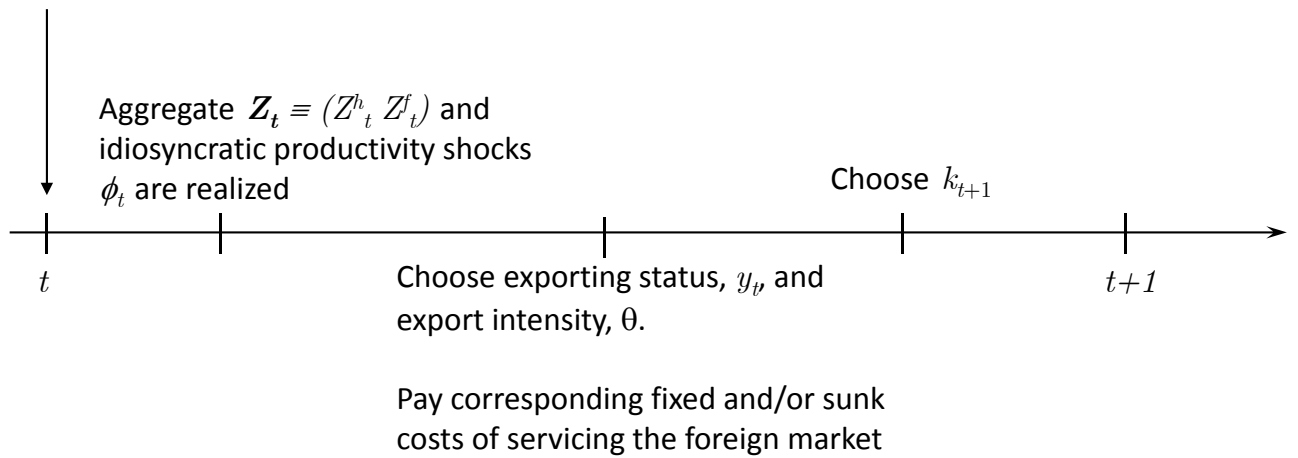 Aggregate Z_t ≡ (Z^h_t Z^f_t) and
idiosyncratic productivity shocks
ϕ_t are realized
Choose k_{t+1}
t
Choose exporting status, y_t, and
export intensity, θ.
t+1
Pay corresponding fixed and/or sunk
costs of servicing the foreign market